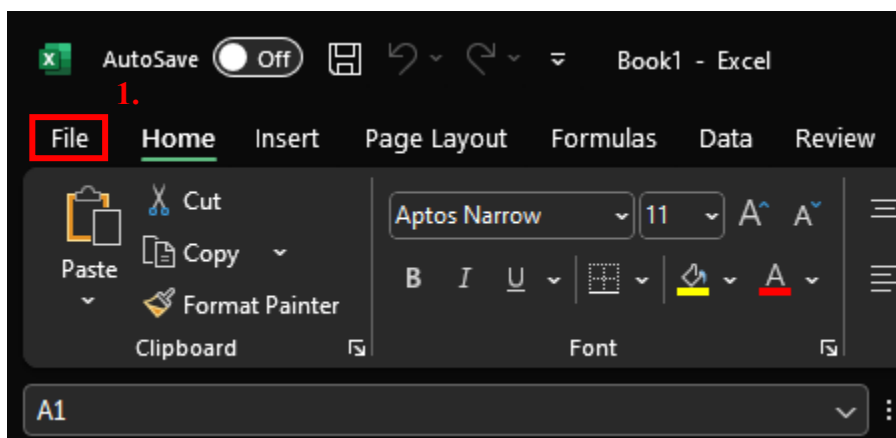 AutoSave Off Book1 - Excel
1.
File Home Insert Page Layout Formulas Data Review
Cut
Aptos Narrow 11 A A
Copy
Paste
B I U A
Format Painter
Clipboard Font
A1